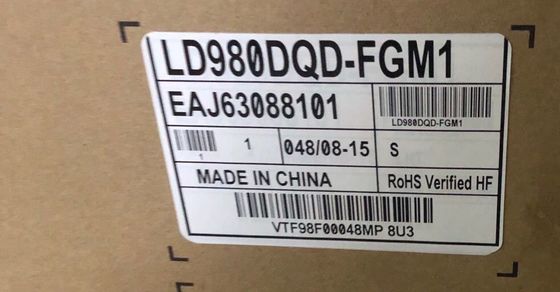 LD980DQD-FGM1
EAJ63088101
LD980DQD-FGM1
1
1
048/08-15
S
MADE IN CHINA
RoHS Verified HF
VTF98F00048MP 8U3